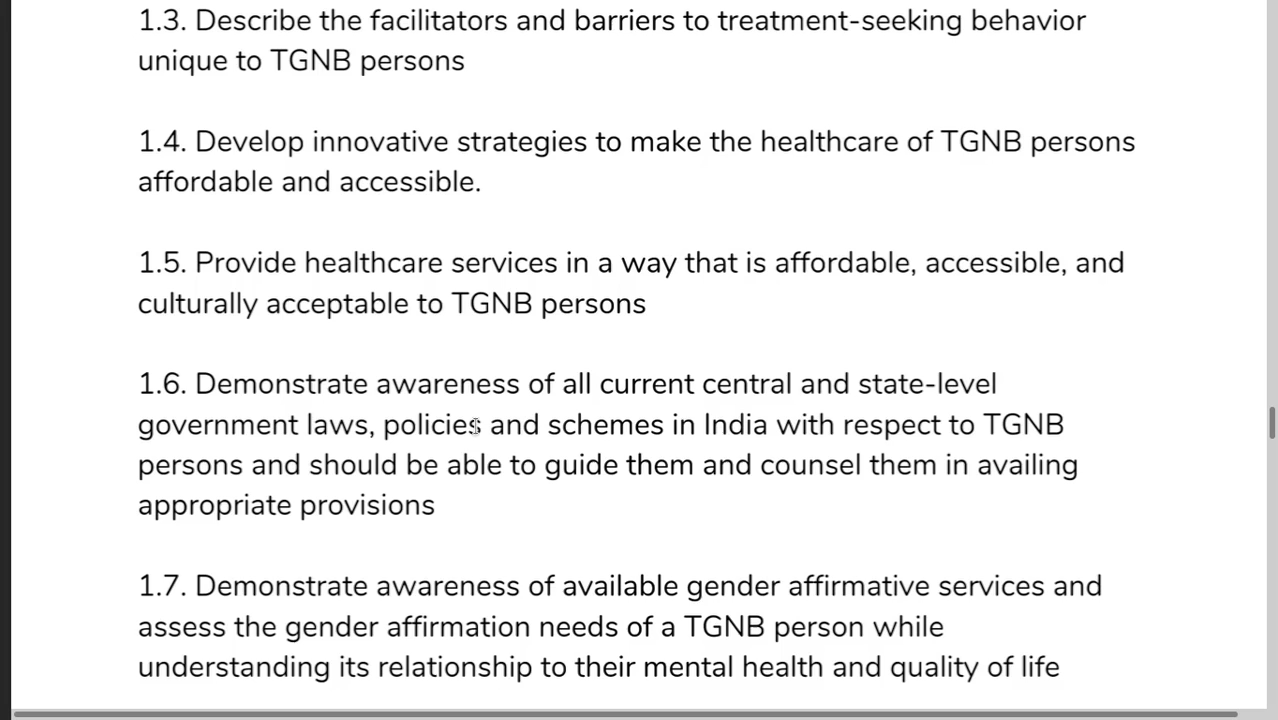 1.3. Describe the facilitators and barriers to treatment-seeking behavior
unique to TGNB persons
1.4. Develop innovative strategies to make the healthcare of TGNB persons
affordable and accessible.
1.5. Provide healthcare services in a way that is affordable, accessible, and
culturally acceptable to TGNB persons
1.6. Demonstrate awareness of all current central and state-level
government laws, policies and schemes in India with respect to TGNB
persons and should be able to guide them and counsel them in availing
appropriate provisions
1.7. Demonstrate awareness of available gender affirmative services and
assess the gender affirmation needs of a TGNB person while
understanding its relationship to their mental health and quality of life